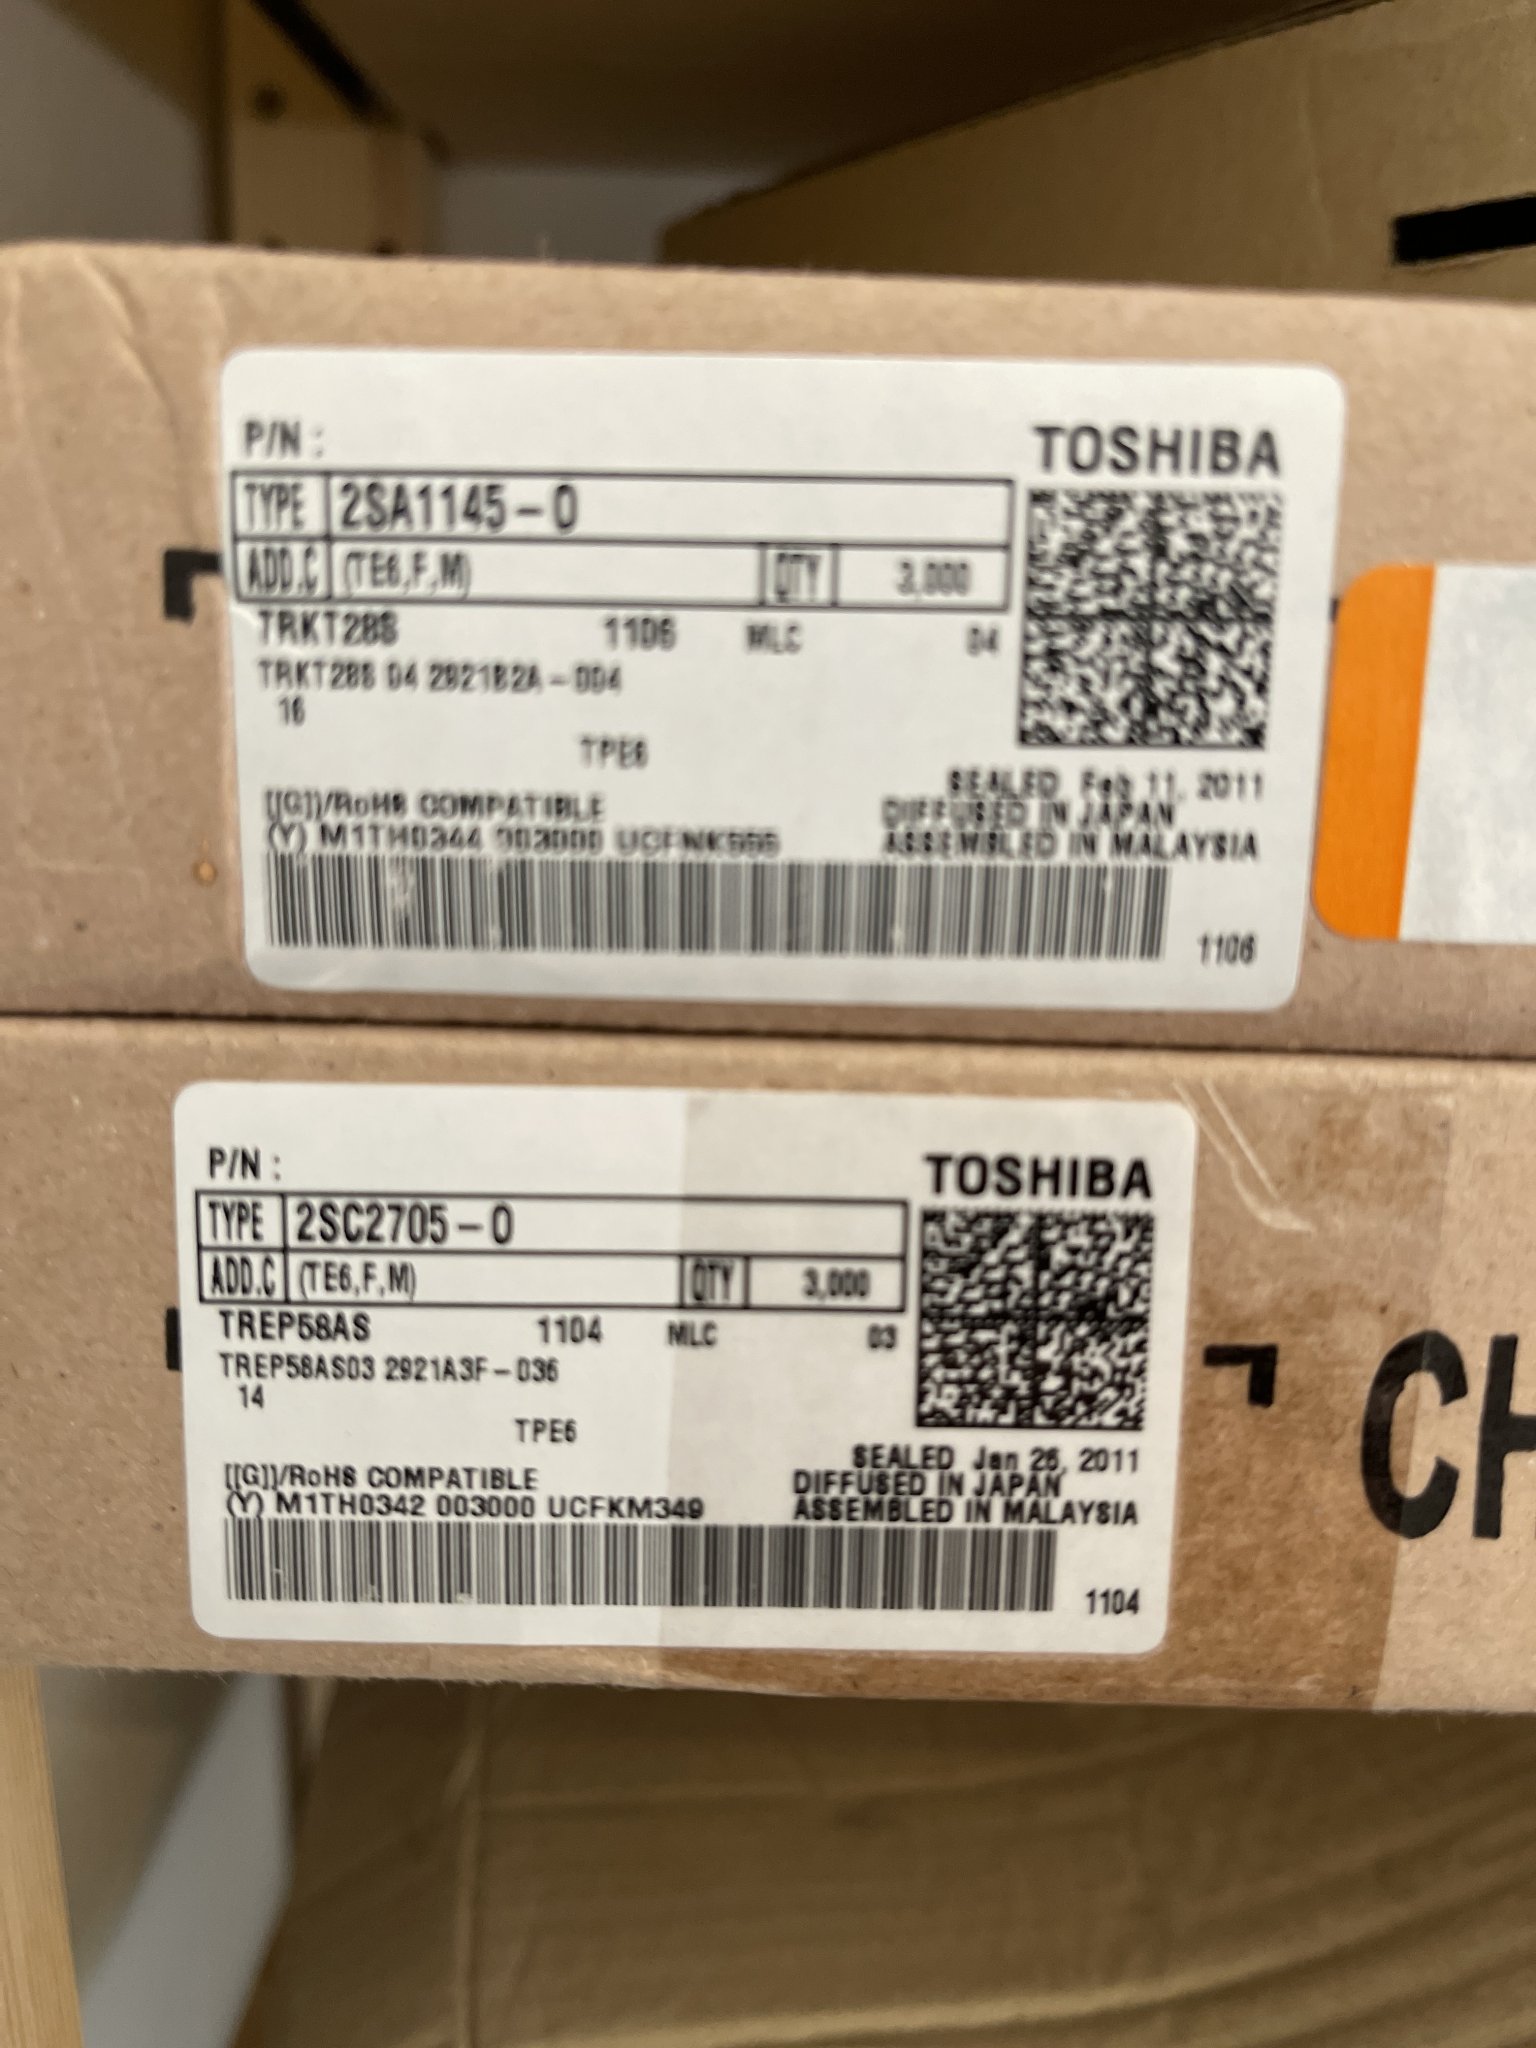 P/N :
TOSHIBA
TYPE 2SA1145-O
ADD.C (TE6,F,M) QTY 3,000
TRKT28S 1106 MLC 04
TRKT28S 04 2921B2A-004
16
TPE6
SEALED Feb 11, 2011
[[G]]/RoHS COMPATIBLE
DIFFUSED IN JAPAN
(Y) M1TH0344 003000
ASSEMBLED IN MALAYSIA
1106
P/N :
TOSHIBA
TYPE 2SC2705-O
ADD.C (TE6,F,M) QTY 3,000
TREP58AS 1104 MLC 03
TREP58AS03 2921A3F-036
14
TPE6
SEALED Jan 26, 2011
[[G]]/RoHS COMPATIBLE
DIFFUSED IN JAPAN
(Y) M1TH0342 003000 UCFKM349
ASSEMBLED IN MALAYSIA
1104
CH